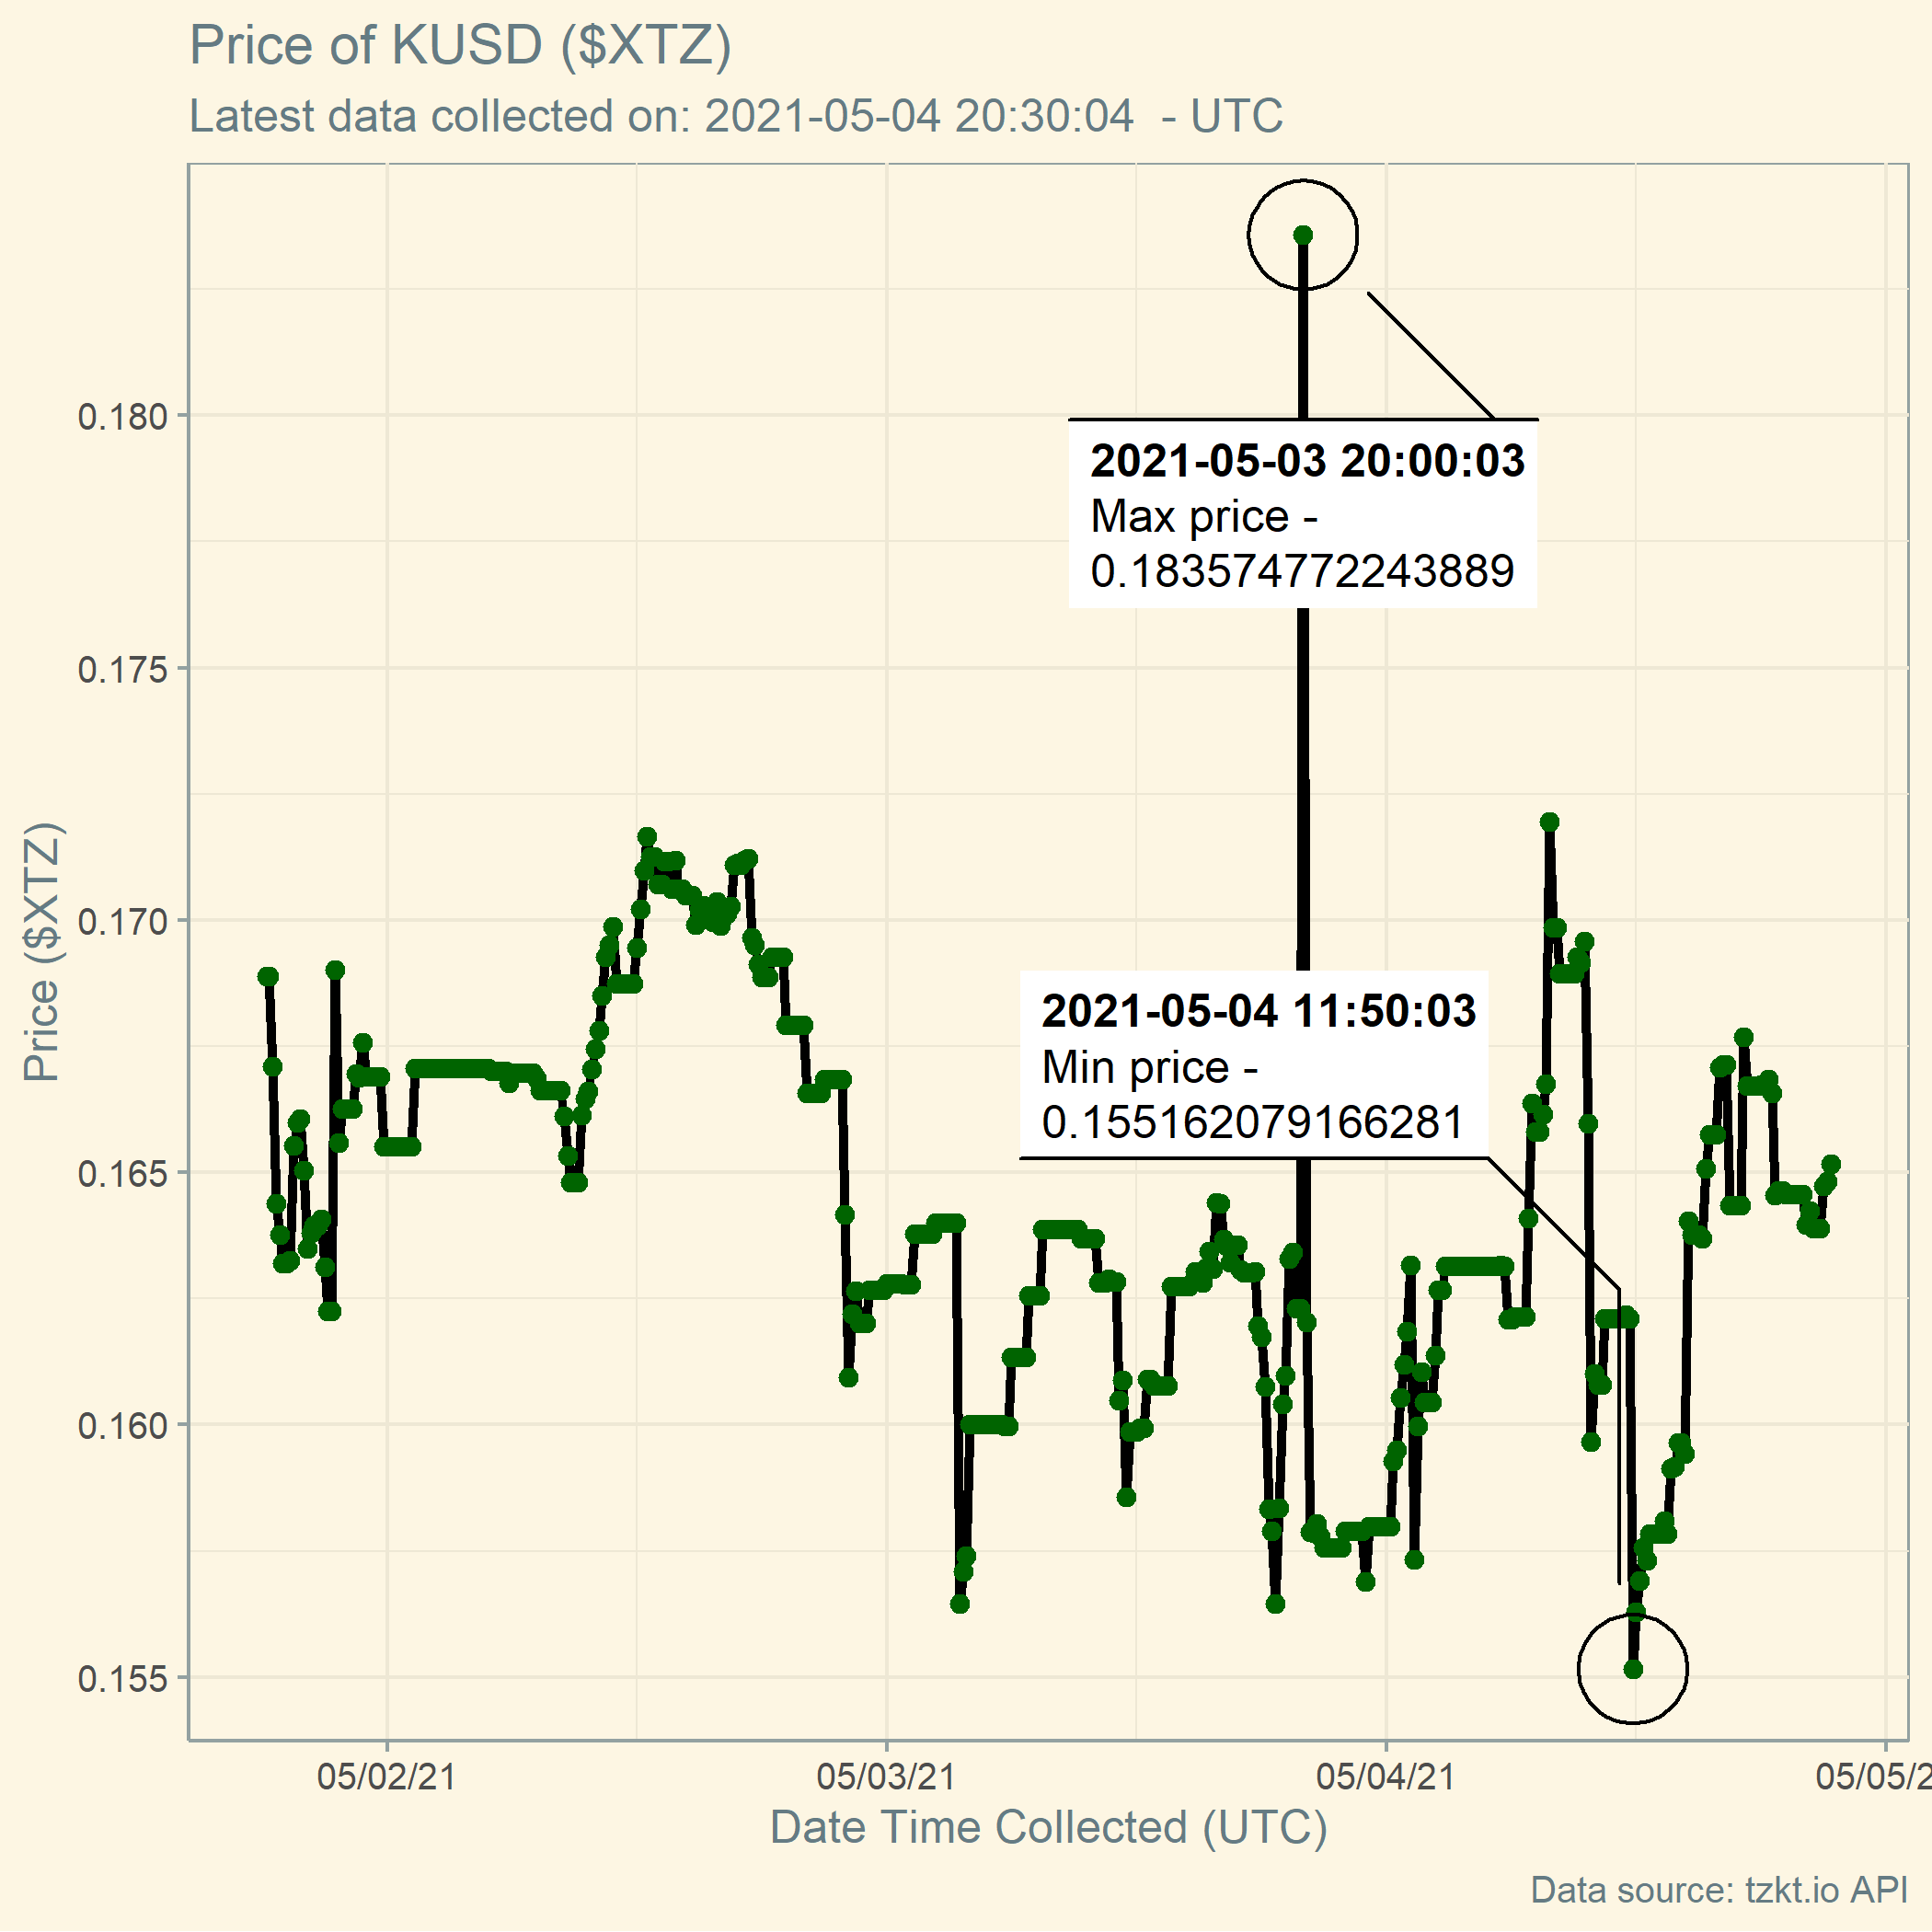 Price of KUSD ($XTZ)
Latest data collected on: 2021-05-04 20:30:04  - UTC
0.180
2021-05-03 20:00:03
Max price -
0.183574772243889
0.175
0.170
Price ($XTZ)
2021-05-04 11:50:03
Min price -
0.155162079166281
0.165
0.160
0.155
05/02/21
05/03/21
05/04/21
05/05/2
Date Time Collected (UTC)
Data source: tzkt.io API